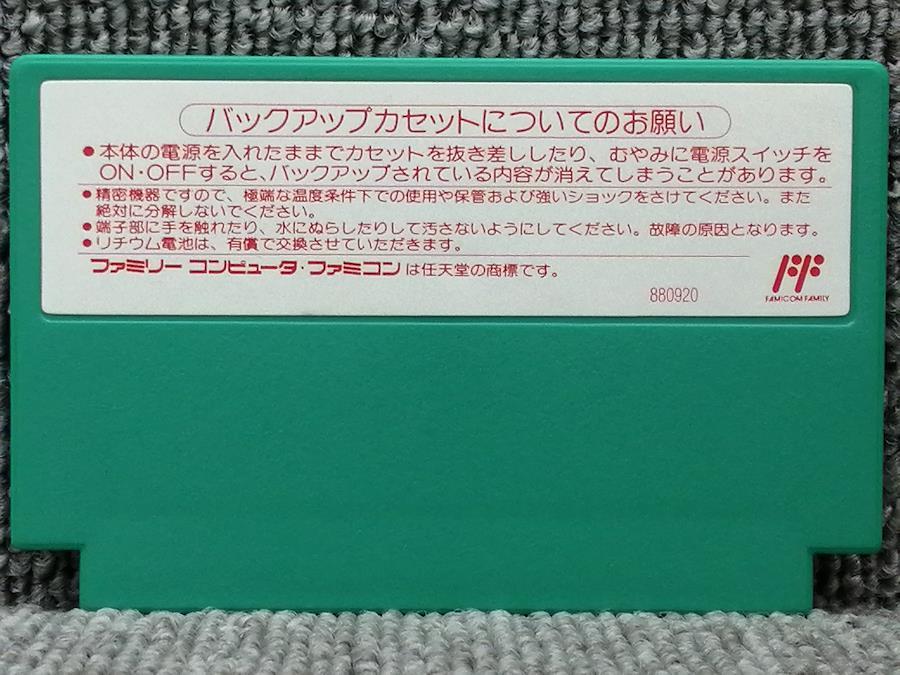 バックアップカセットについてのお願い
●本体の電源を入れたままでカセットを抜き差ししたり、むやみに電源スイッチを
ON・OFFすると、バックアップされている内容が消えてしまうことがあります。
●精密機器ですので、極端な温度条件下での使用や保管および強いショックをさけてください。また
絶対に分解しないでください。
●端子部に手を触れたり、水にぬらしたりして汚さないようにしてください。故障の原因となります。
●リチウム電池は、有償で交換させていただきます。
ファミリー コンピュータ・ファミコンは任天堂の商標です。
880920
FAMICOM FAMILY